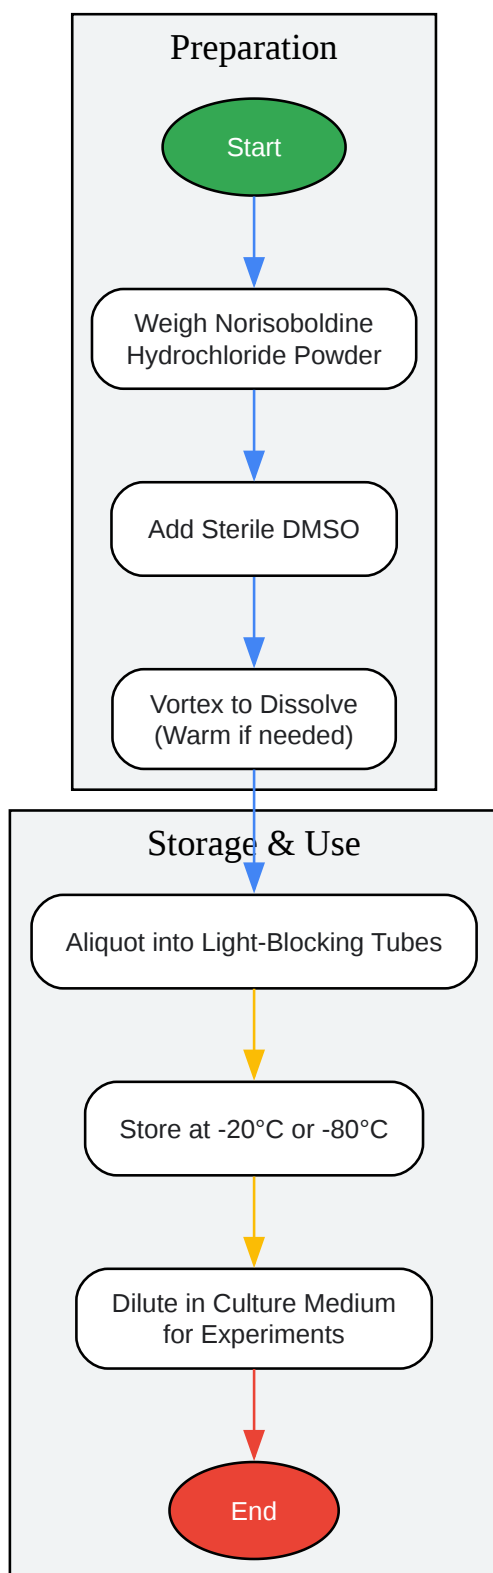 Preparation
Start
Weigh Norisoboldine
Hydrochloride Powder
Add Sterile DMSO
Vortex to Dissolve
(Warm if needed)
Storage & Use
Aliquot into Light-Blocking Tubes
Store at -20°C or -80°C
Dilute in Culture Medium
for Experiments
End